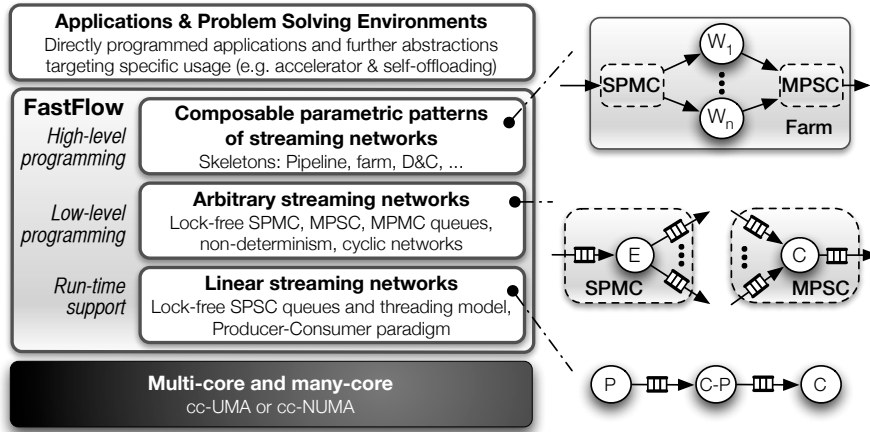 Applications & Problem Solving Environments
Directly programmed applications and further abstractions
targeting specific usage (e.g. accelerator & self-offloading)
FastFlow
High-level
programming
Composable parametric patterns
of streaming networks
Skeletons: Pipeline, farm, D&C, ...
Low-level
programming
Arbitrary streaming networks
Lock-free SPMC, MPSC, MPMC queues,
non-determinism, cyclic networks
Run-time
support
Linear streaming networks
Lock-free SPSC queues and threading model,
Producer-Consumer paradigm
Multi-core and many-core
cc-UMA or cc-NUMA
W1
SPMC
MPSC
Wn
Farm
E
C
SPMC
MPSC
P
C-P
C